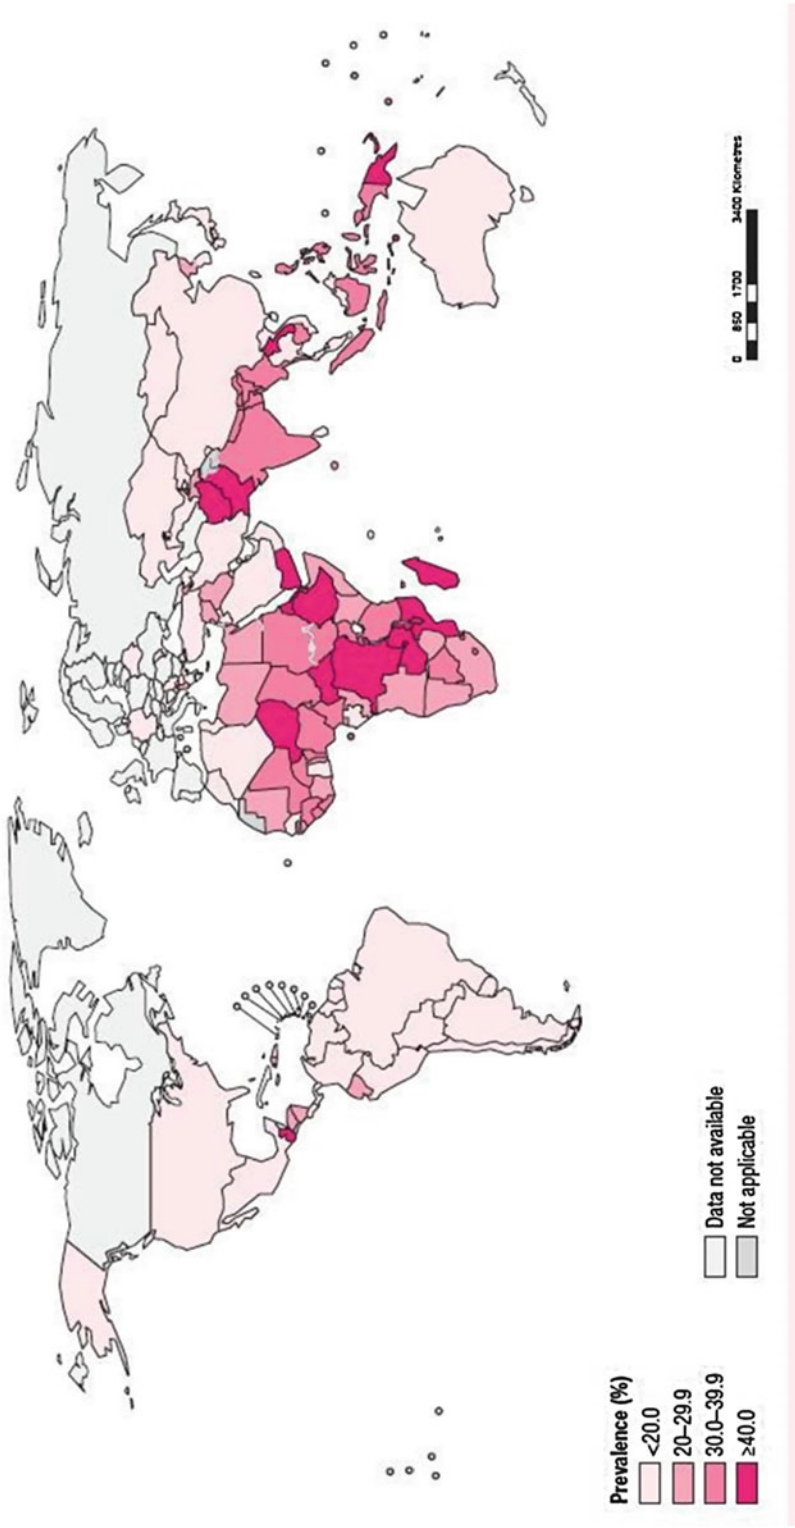 Prevalence (%)
<20.0
20–29.9
30.0–39.9
≥40.0
Data not available
Not applicable
0 850 1700 3400 Kilometres